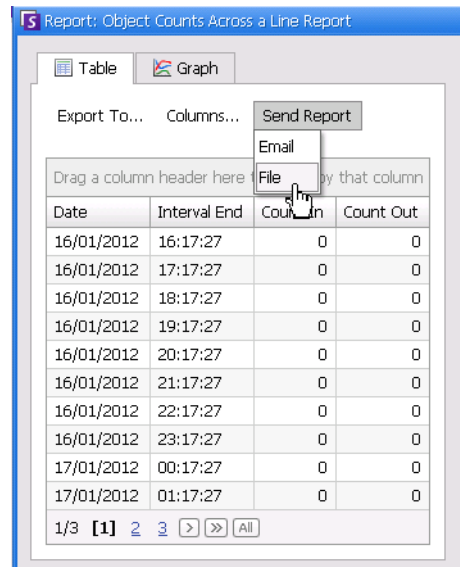 Report: Object Counts Across a Line Report
Table Graph
Export To... Columns... Send Report
Email
File
Drag a column header here by that column
Date Interval End Count In Count Out
16/01/2012 16:17:27 0 0
16/01/2012 17:17:27 0 0
16/01/2012 18:17:27 0 0
16/01/2012 19:17:27 0 0
16/01/2012 20:17:27 0 0
16/01/2012 21:17:27 0 0
16/01/2012 22:17:27 0 0
16/01/2012 23:17:27 0 0
17/01/2012 00:17:27 0 0
17/01/2012 01:17:27 0 0
1/3 [1] 2 3 > >> All